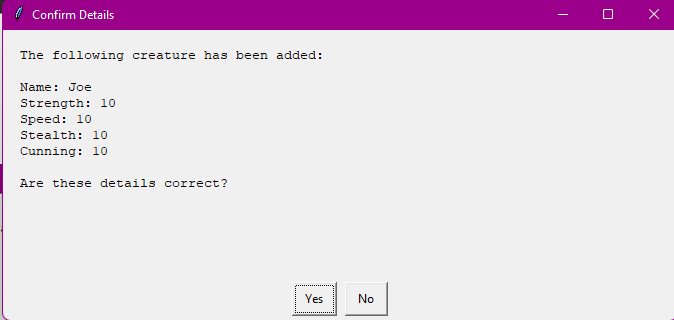 Confirm Details
The following creature has been added:
Name: Joe
Strength: 10
Speed: 10
Stealth: 10
Cunning: 10
Are these details correct?
Yes
No